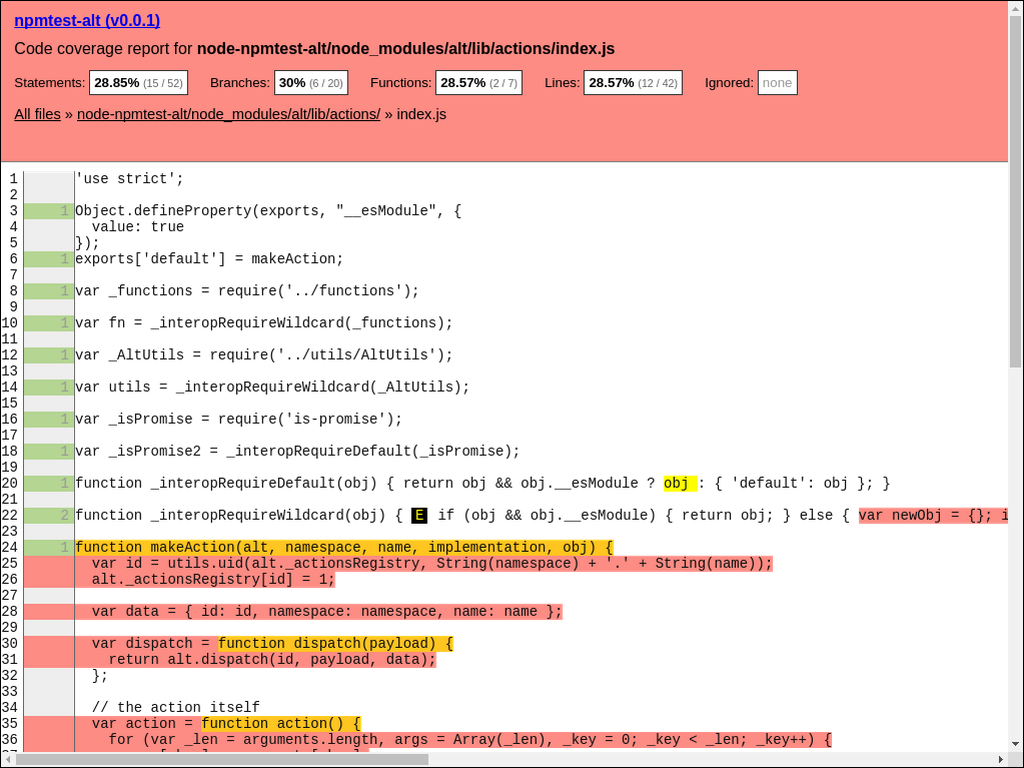 npmtest-alt (v0.0.1)
Code coverage report for node-npmtest-alt/node_modules/alt/lib/actions/index.js
Statements: 28.85% (15 / 52) Branches: 30% (6 / 20) Functions: 28.57% (2 / 7) Lines: 28.57% (12 / 42) Ignored: none
All files » node-npmtest-alt/node_modules/alt/lib/actions/ » index.js
1 'use strict';
2
3 1 Object.defineProperty(exports, "__esModule", {
4 value: true
5 });
6 1 exports['default'] = makeAction;
7
8 1 var _functions = require('../functions');
9
10 1 var fn = _interopRequireWildcard(_functions);
11
12 1 var _AltUtils = require('../utils/AltUtils');
13
14 1 var utils = _interopRequireWildcard(_AltUtils);
15
16 1 var _isPromise = require('is-promise');
17
18 1 var _isPromise2 = _interopRequireDefault(_isPromise);
19
20 1 function _interopRequireDefault(obj) { return obj && obj.__esModule ? obj : { 'default': obj }; }
21
22 2 function _interopRequireWildcard(obj) { E if (obj && obj.__esModule) { return obj; } else { var newObj = {}; i
23
24 1 function makeAction(alt, namespace, name, implementation, obj) {
25 var id = utils.uid(alt._actionsRegistry, String(namespace) + '.' + String(name));
26 alt._actionsRegistry[id] = 1;
27
28 var data = { id: id, namespace: namespace, name: name };
29
30 var dispatch = function dispatch(payload) {
31 return alt.dispatch(id, payload, data);
32 };
33
34 // the action itself
35 var action = function action() {
36 for (var _len = arguments.length, args = Array(_len), _key = 0; _key < _len; _key++) {